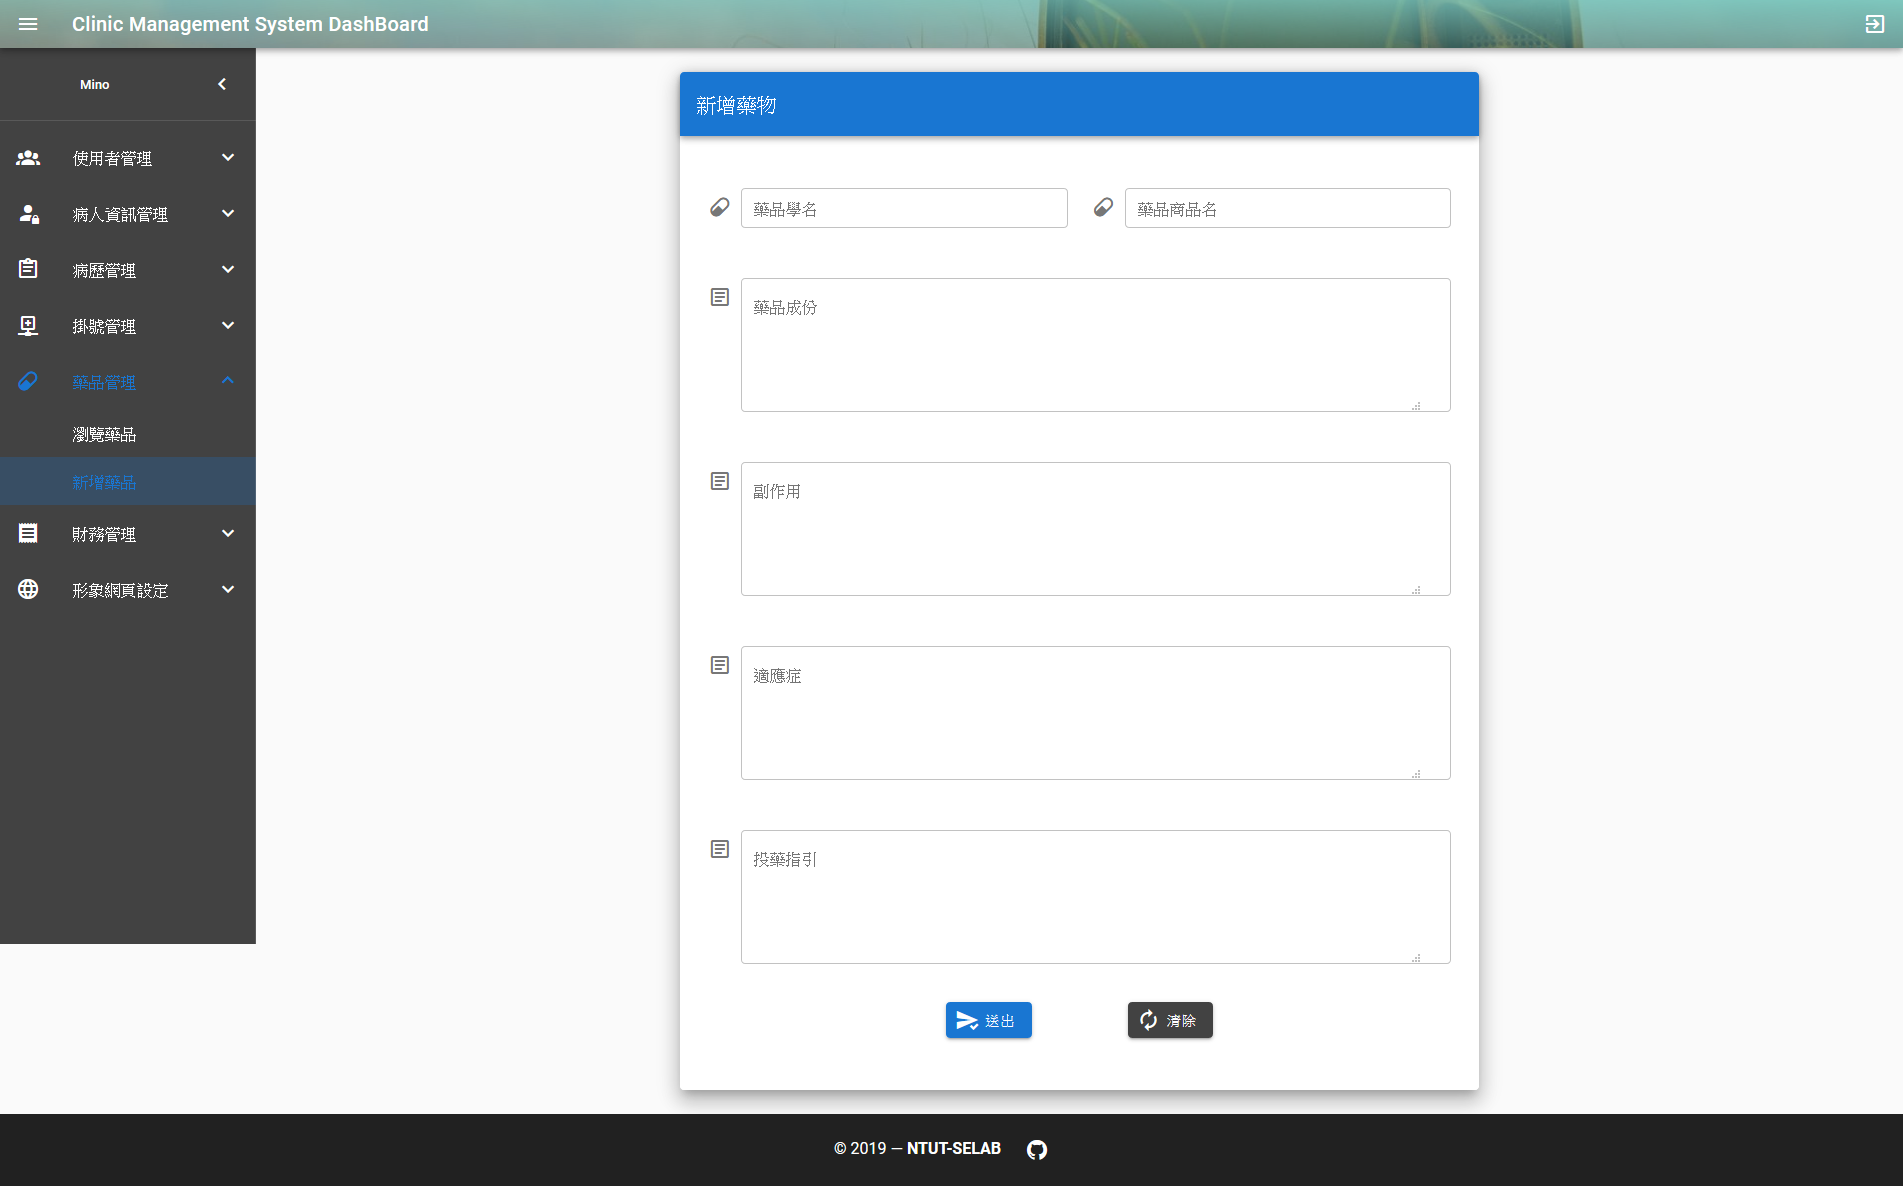 Clinic Management System DashBoard
Mino
使用者管理
病人資訊管理
病歷管理
掛號管理
藥品管理
瀏覽藥品
新增藥品
財務管理
形象網頁設定
新增藥物
藥品學名
藥品商品名
藥品成份
副作用
適應症
投藥指引
送出
清除
© 2019 — NTUT-SELAB